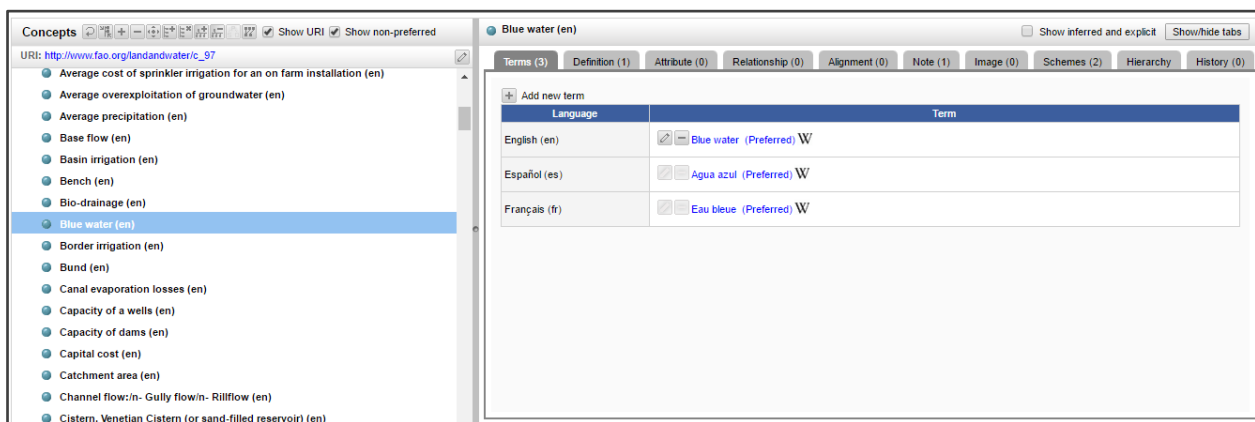 Concepts Show URI Show non-preferred
URI: http://www.fao.org/landandwater/c_97
Average cost of sprinkler irrigation for an on farm installation (en)
Average overexploitation of groundwater (en)
Average precipitation (en)
Base flow (en)
Basin irrigation (en)
Bench (en)
Bio-drainage (en)
Blue water (en)
Border irrigation (en)
Bund (en)
Canal evaporation losses (en)
Capacity of a wells (en)
Capacity of dams (en)
Capital cost (en)
Catchment area (en)
Channel flow:/n- Gully flow/n- Rillflow (en)
Cistern, Venetian Cistern (or sand-filled reservoir) (en)
Blue water (en) Show inferred and explicit Show/hide tabs
Terms (3) Definition (1) Attribute (0) Relationship (0) Alignment (0) Note (1) Image (0) Schemes (2) Hierarchy History (0)
Add new term
Language Term
English (en) Blue water (Preferred) W
Español (es) Agua azul (Preferred) W
Français (fr) Eau bleue (Preferred) W